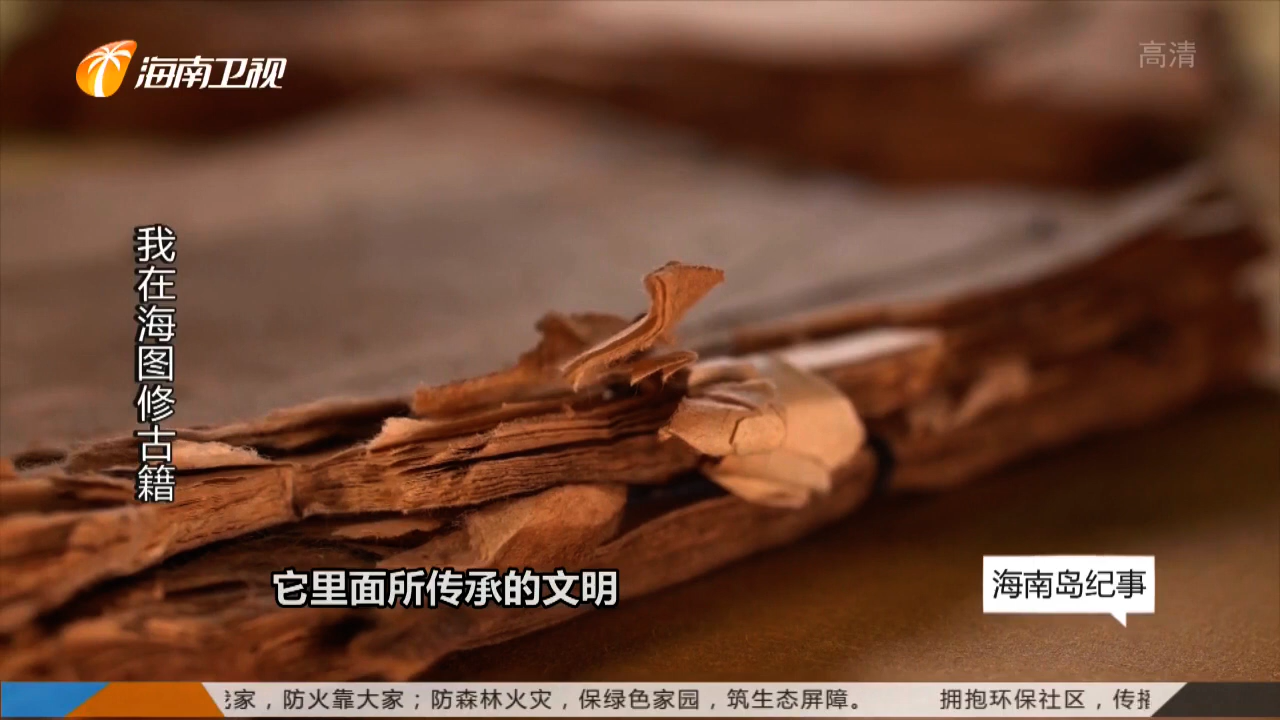 海南卫视
高清
我在海图修古籍
它里面所传承的文明
海南岛纪事
家，防火靠大家；防森林火灾，保绿色家园，筑生态屏障。 拥抱环保社区，传播